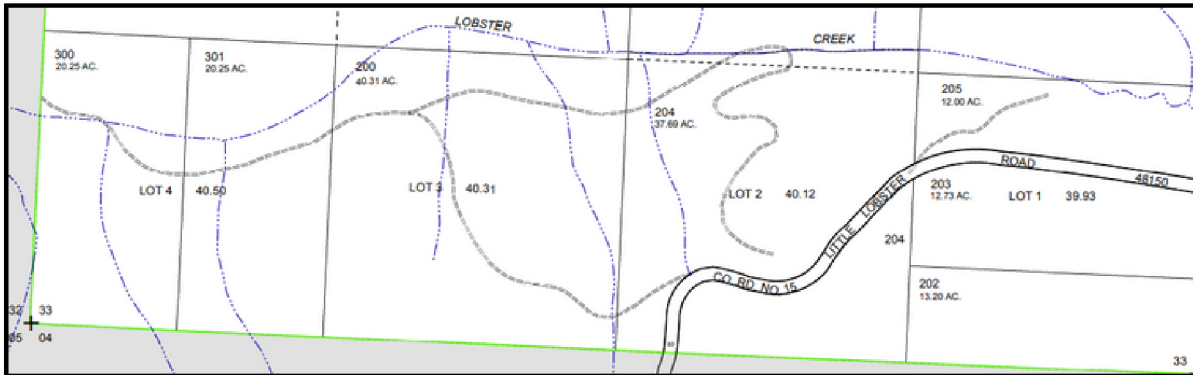 LOBSTER
CREEK
300
20.25 AC.
301
20.25 AC.
200
40.31 AC.
204
37.69 AC.
205
12.00 AC.
LOT 4 40.50
LOT 3 40.31
LOT 2 40.12
LITTLE LOBSTER ROAD 48150
203
12.73 AC.
LOT 1 39.93
204
CO. RD. NO. 15
202
13.20 AC.
32 33
05 04
33